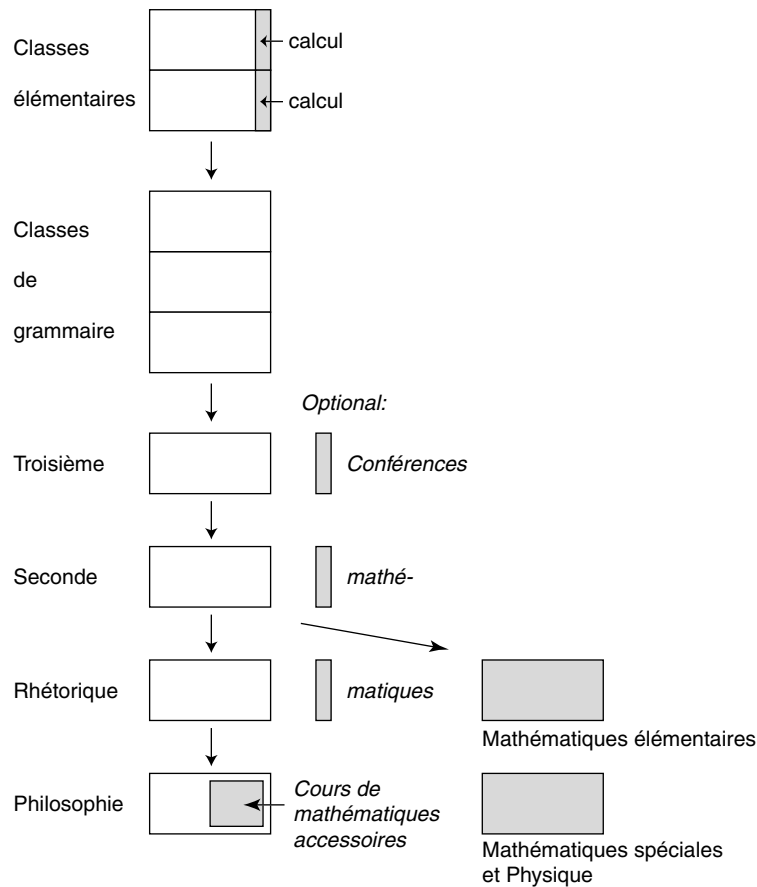 Classes
élémentaires
calcul
calcul
Classes
de
grammaire
Optional:
Troisième
Conférences
Seconde
mathé-
Rhétorique
matiques
Mathématiques élémentaires
Philosophie
Cours de
mathématiques
accessoires
Mathématiques spéciales
et Physique